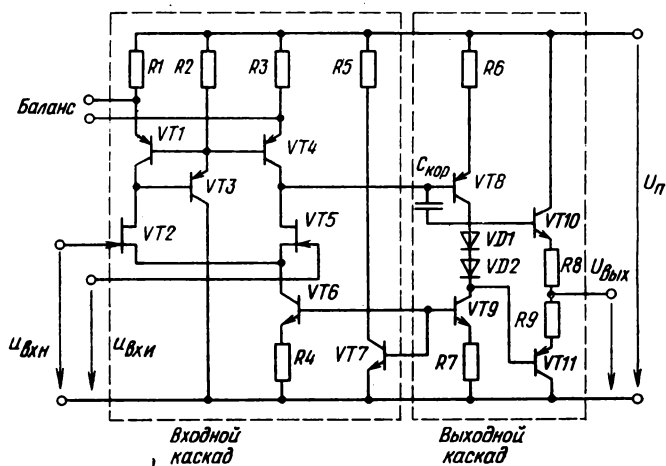 R1
R2
R3
R5
R6
Баланс
VT1
VT4
VT3
Cкор
VT8
VT10
Uп
VT2
VT5
VD1
VD2
R8
Uвых
VT6
VT9
R9
uвхн
uвхи
R4
VT7
R7
VT11
Входной
каскад
Выходной
каскад